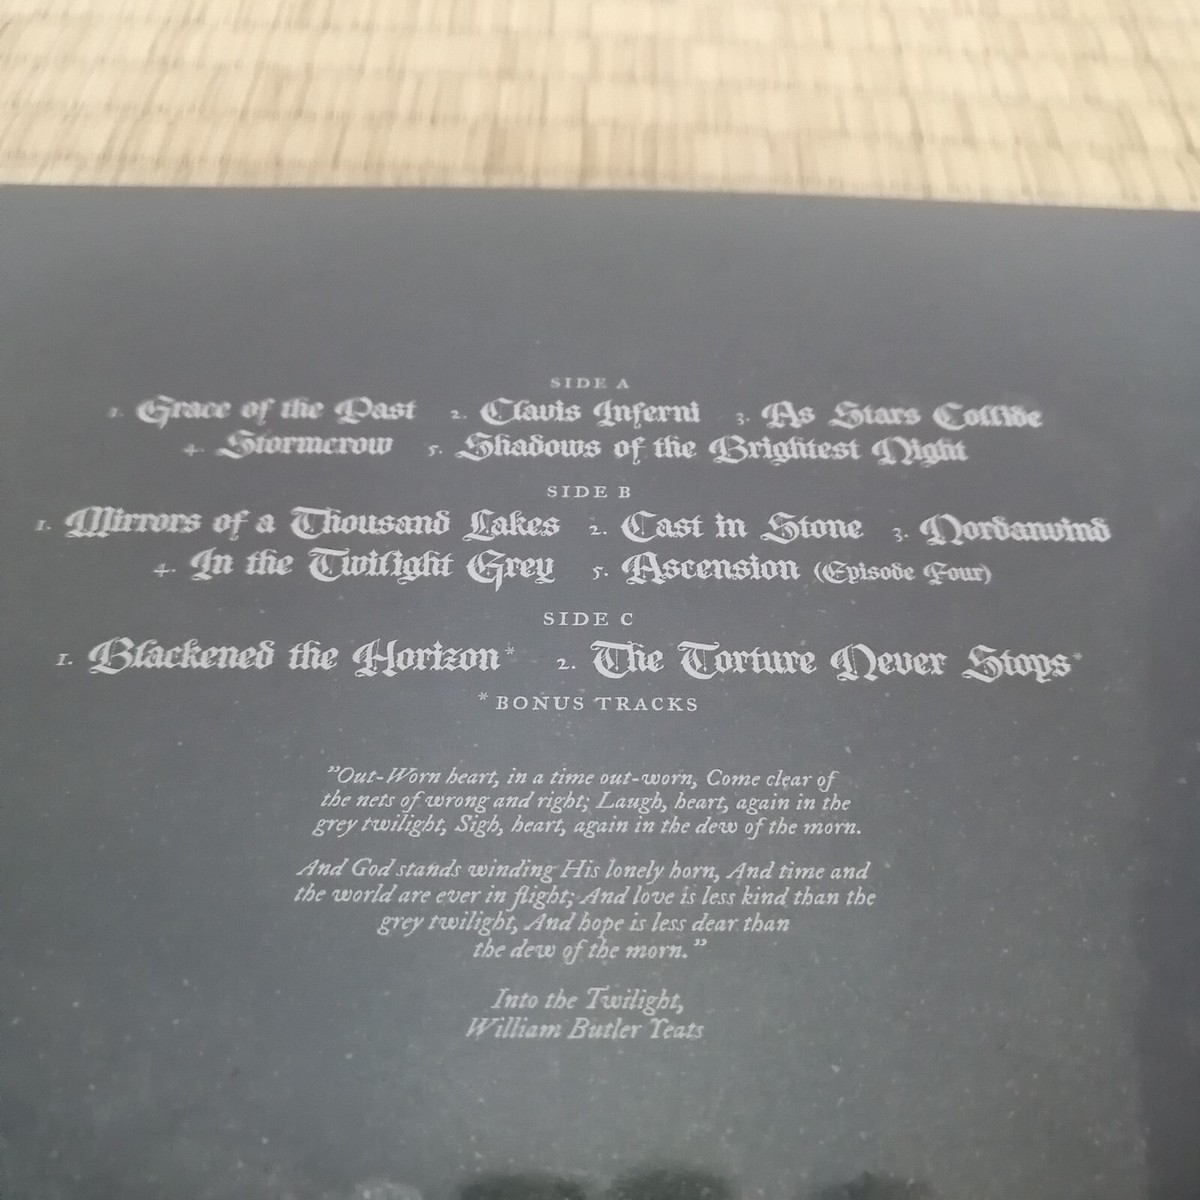 SIDE A
1. Grace of the Past 2. Clavis Inferni 3. As Stars Collide
4. Stormcrow 5. Shadows of the Brightest Night
SIDE B
1. Mirrors of a Thousand Lakes 2. Cast in Stone 3. Nordanwind
4. In the Twilight Grey 5. Ascension (Episode Four)
SIDE C
1. Blackened the Horizon* 2. The Torture Never Stops*
*BONUS TRACKS
"Out-Worn heart, in a time out-worn, Come clear of
the nets of wrong and right; Laugh, heart, again in the
grey twilight, Sigh, heart, again in the dew of the morn.
And God stands winding His lonely horn, And time and
the world are ever in flight; And love is less kind than the
grey twilight, And hope is less dear than
the dew of the morn."
Into the Twilight,
William Butler Yeats